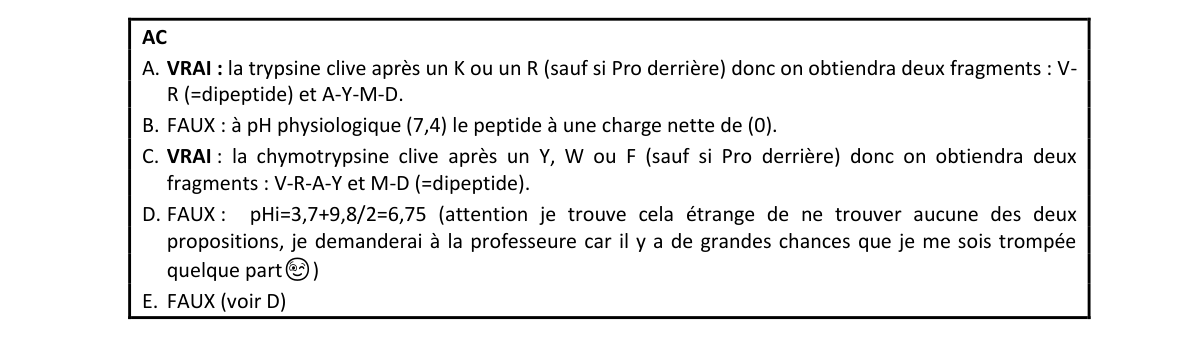 AC
A. VRAI : la trypsine clive après un K ou un R (sauf si Pro derrière) donc on obtiendra deux fragments : V-
R (=dipeptide) et A-Y-M-D.
B. FAUX : à pH physiologique (7,4) le peptide à une charge nette de (0).
C. VRAI : la chymotrypsine clive après un Y, W ou F (sauf si Pro derrière) donc on obtiendra deux
fragments : V-R-A-Y et M-D (=dipeptide).
D. FAUX : pHi=3,7+9,8/2=6,75 (attention je trouve cela étrange de ne trouver aucune des deux
propositions, je demanderai à la professeure car il y a de grandes chances que je me sois trompée
quelque part😉)
E. FAUX (voir D)